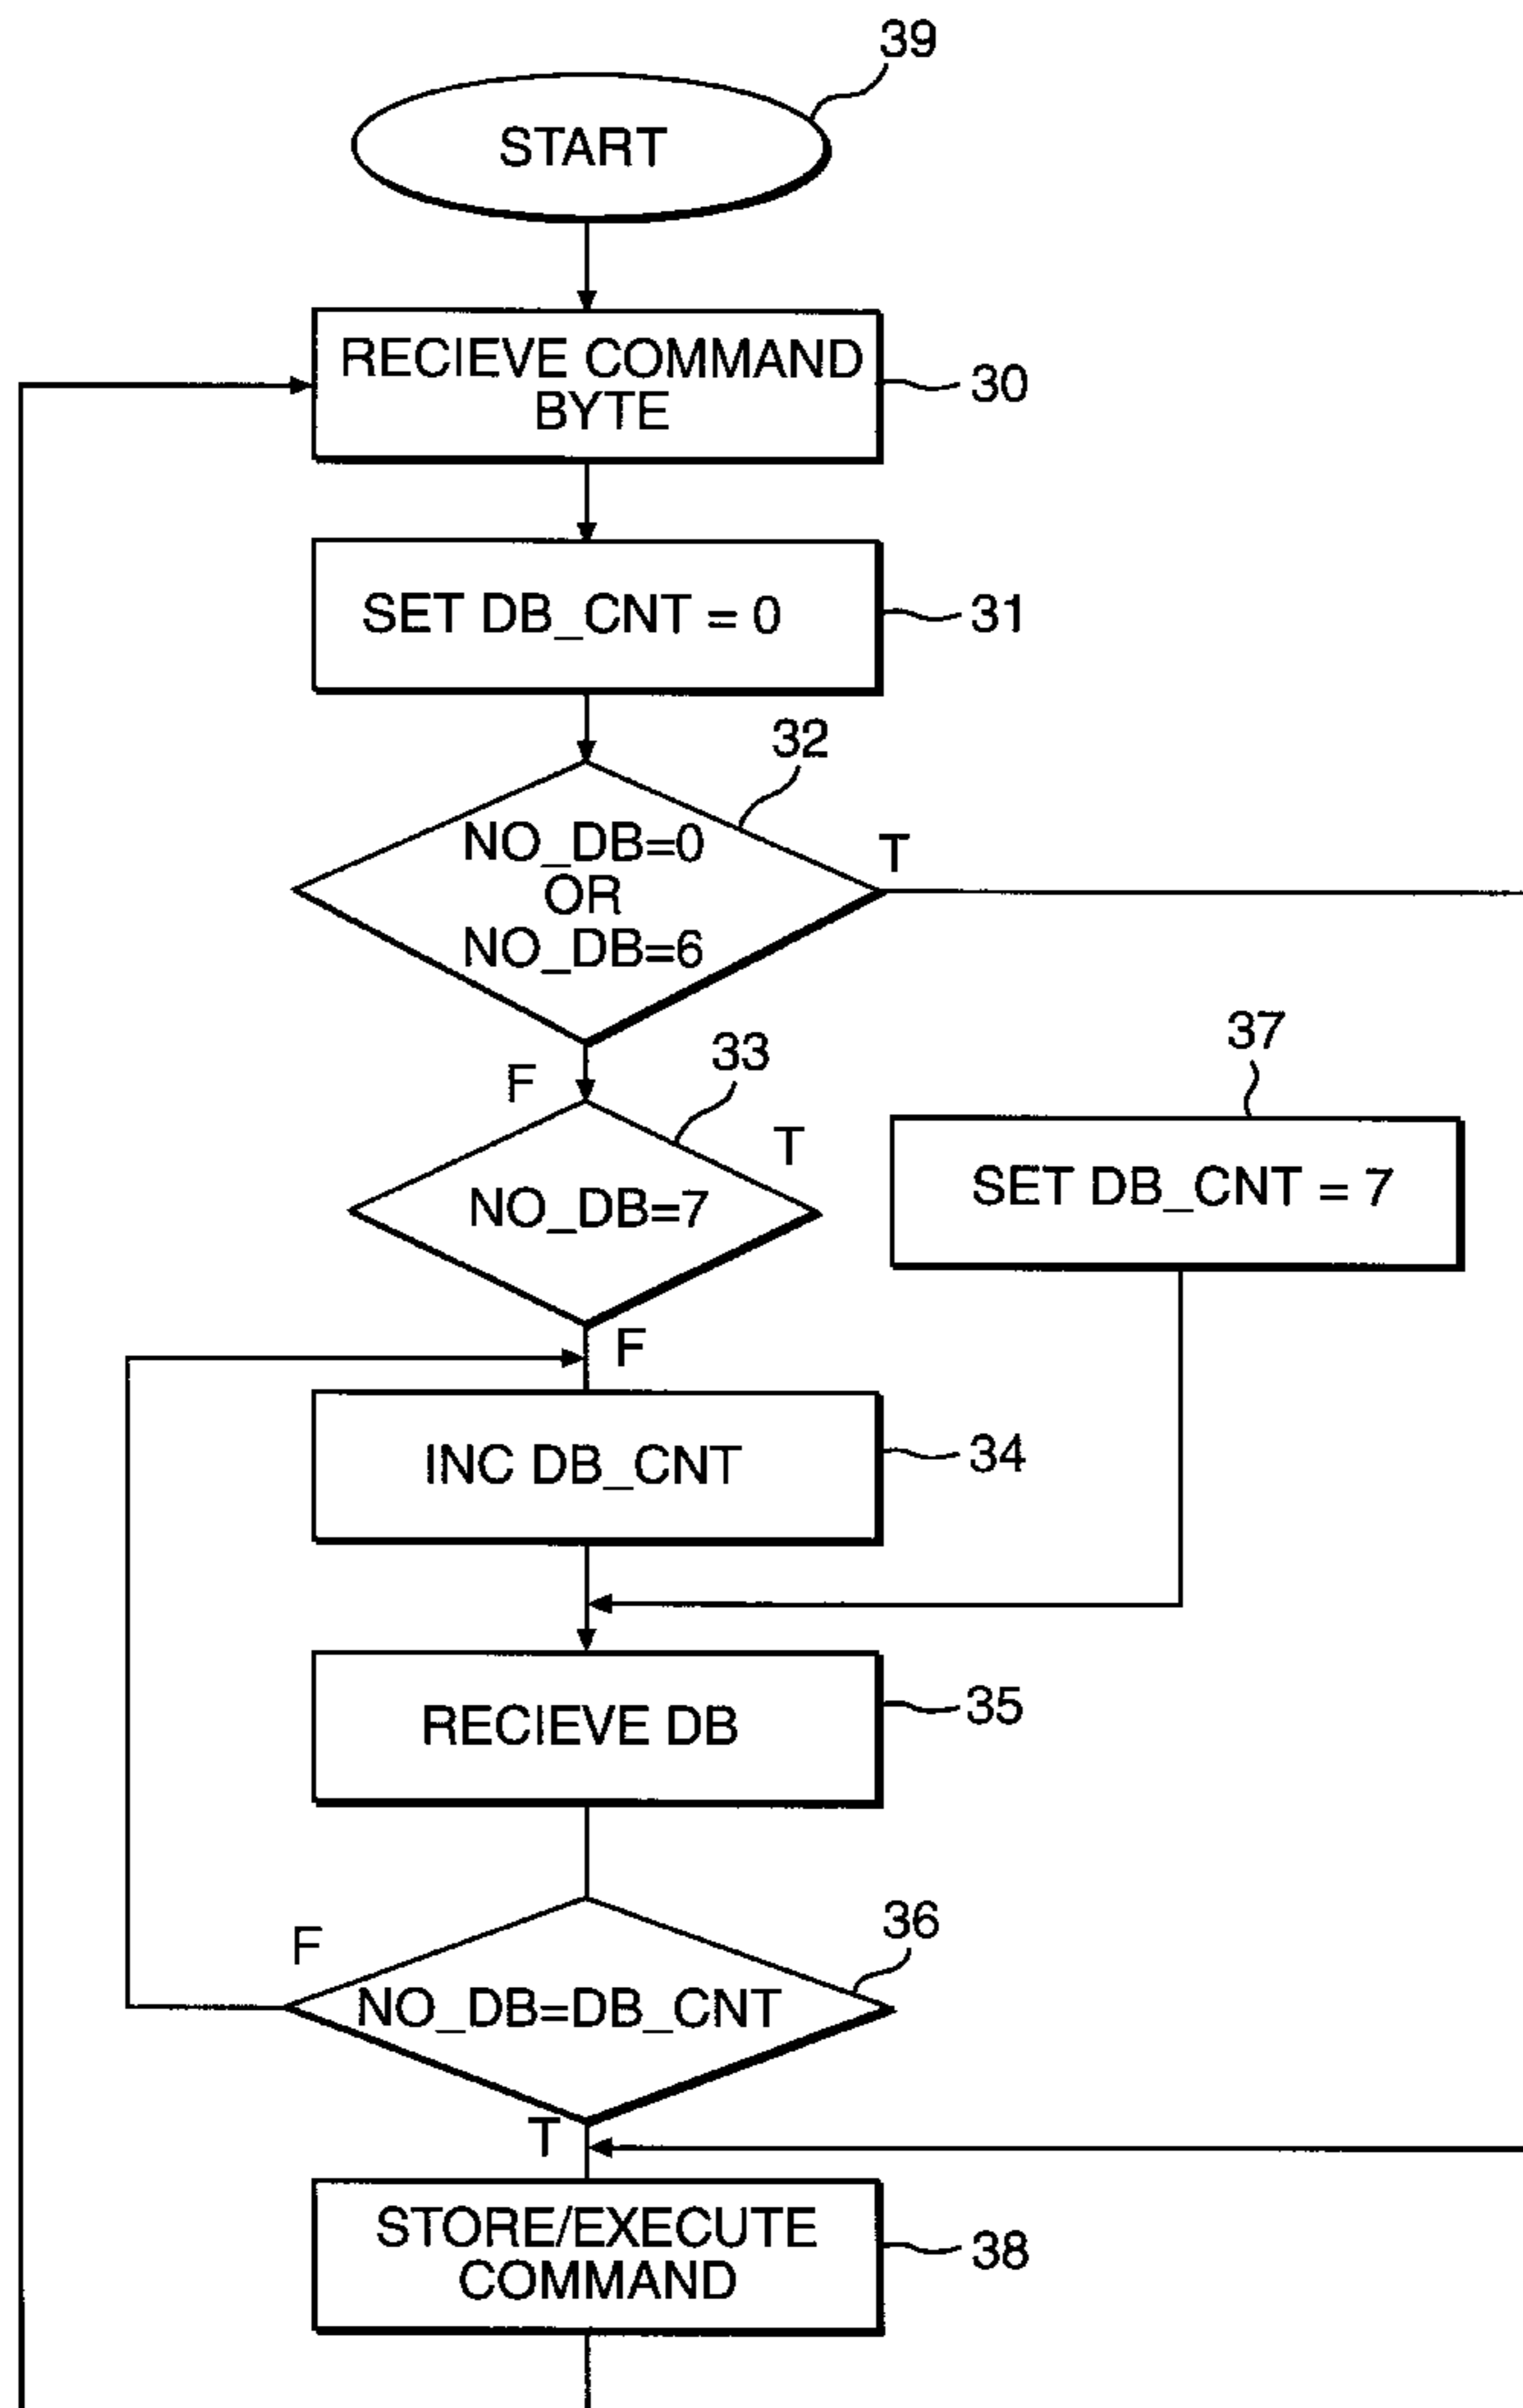 39
START
RECIEVE COMMAND
BYTE
30
SET DB_CNT = 0
31
32
NO_DB=0
OR
NO_DB=6
T
F
33
NO_DB=7
T
37
SET DB_CNT = 7
F
INC DB_CNT
34
RECIEVE DB
35
F
36
NO_DB=DB_CNT
T
STORE/EXECUTE
COMMAND
38